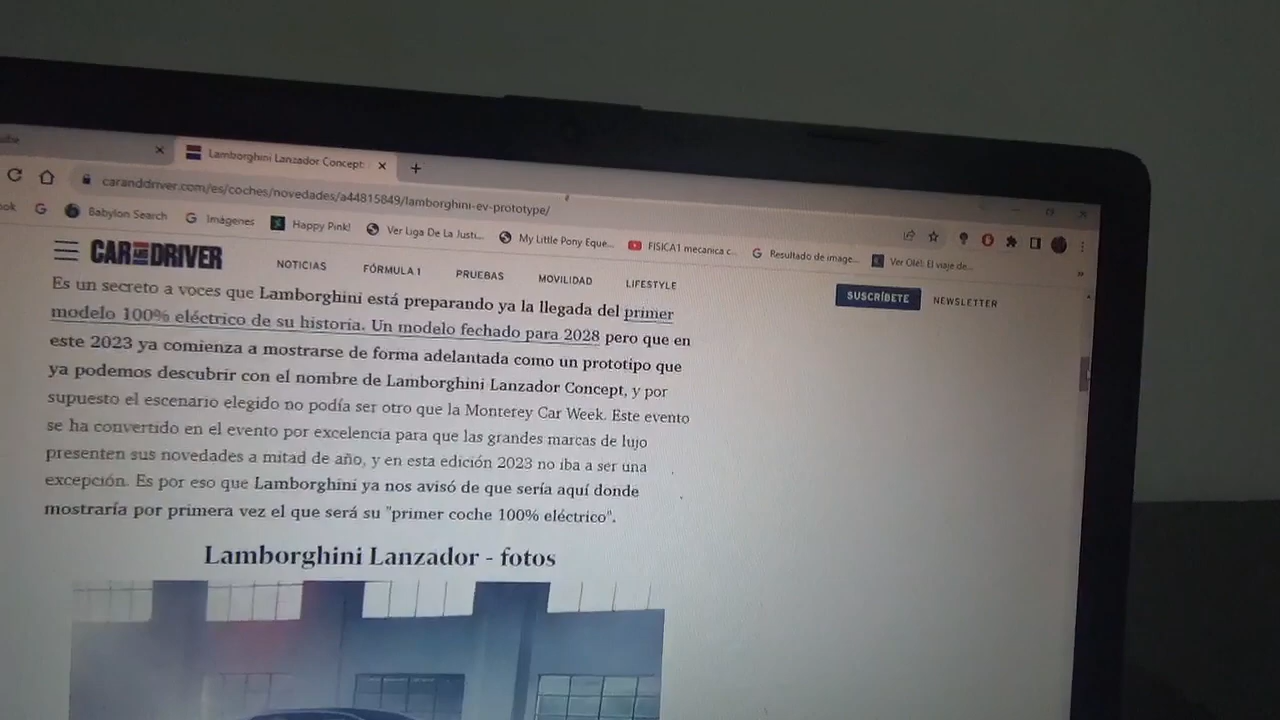 Lamborghini Lanzador Concept
caranddriver.com/es/coches/novedades/a44815849/lamborghini-ev-prototype/
Babylon Search
Imágenes
Happy Pink!
Ver Liga De La Justi...
My Little Pony Eque...
FISICA1 mecanica c...
Resultado de image...
Ver Olé!: El viaje de...
CAR AND DRIVER
NOTICIAS
FÓRMULA 1
PRUEBAS
MOVILIDAD
LIFESTYLE
SUSCRÍBETE
NEWSLETTER
Es un secreto a voces que Lamborghini está preparando ya la llegada del primer
modelo 100% eléctrico de su historia. Un modelo fechado para 2028 pero que en
este 2023 ya comienza a mostrarse de forma adelantada como un prototipo que
ya podemos descubrir con el nombre de Lamborghini Lanzador Concept, y por
supuesto el escenario elegido no podía ser otro que la Monterey Car Week. Este evento
se ha convertido en el evento por excelencia para que las grandes marcas de lujo
presenten sus novedades a mitad de año, y en esta edición 2023 no iba a ser una
excepción. Es por eso que Lamborghini ya nos avisó de que sería aquí donde
mostraría por primera vez el que será su "primer coche 100% eléctrico".
Lamborghini Lanzador - fotos